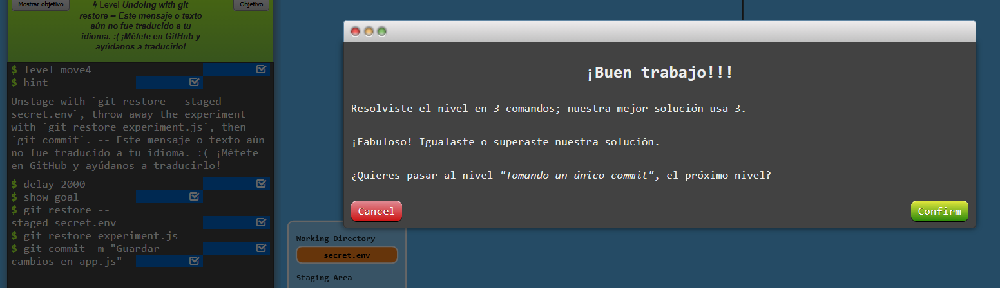 Mostrar objetivo
Level Undoing with git
restore -- Este mensaje o texto
aún no fue traducido a tu
idioma. :( ¡Métete en GitHub y
ayúdanos a traducirlo!
Objetivo
$ level move4
$ hint
Unstage with `git restore --staged
secret.env`, throw away the experiment
with `git restore experiment.js`, then
`git commit`. -- Este mensaje o texto aún
no fue traducido a tu idioma. :( ¡Métete
en GitHub y ayúdanos a traducirlo!
$ delay 2000
$ show goal
$ git restore --
staged secret.env
$ git restore experiment.js
$ git commit -m "Guardar
cambios en app.js"
¡Buen trabajo!!!
Resolviste el nivel en 3 comandos; nuestra mejor solución usa 3.
¡Fabuloso! Igualaste o superaste nuestra solución.
¿Quieres pasar al nivel "Tomando un único commit", el próximo nivel?
Cancel
Confirm
Working Directory
secret.env
Staging Area